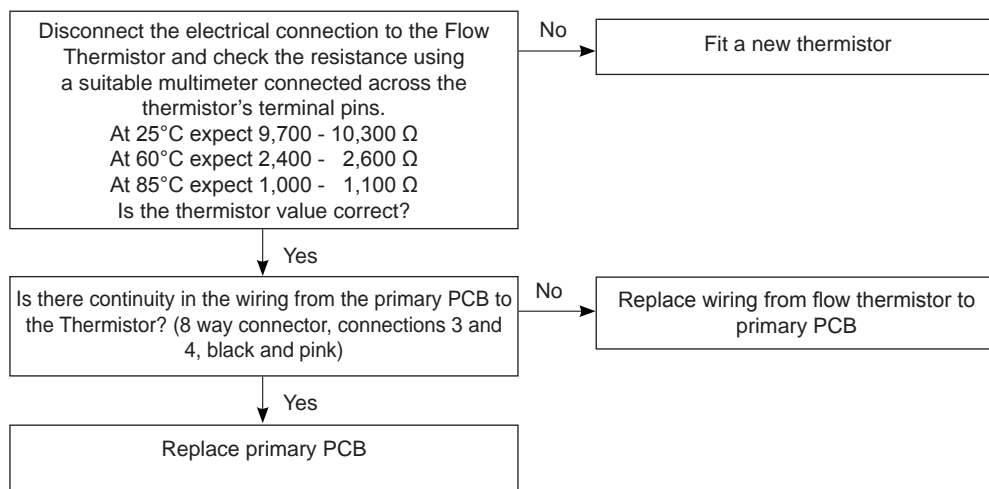 Disconnect the electrical connection to the Flow
Thermistor and check the resistance using
a suitable multimeter connected across the
thermistor’s terminal pins.
At 25°C expect 9,700 - 10,300 Ω
At 60°C expect 2,400 - 2,600 Ω
At 85°C expect 1,000 - 1,100 Ω
Is the thermistor value correct?
No
Fit a new thermistor
Yes
Is there continuity in the wiring from the primary PCB to
the Thermistor? (8 way connector, connections 3 and
4, black and pink)
No
Replace wiring from flow thermistor to
primary PCB
Yes
Replace primary PCB